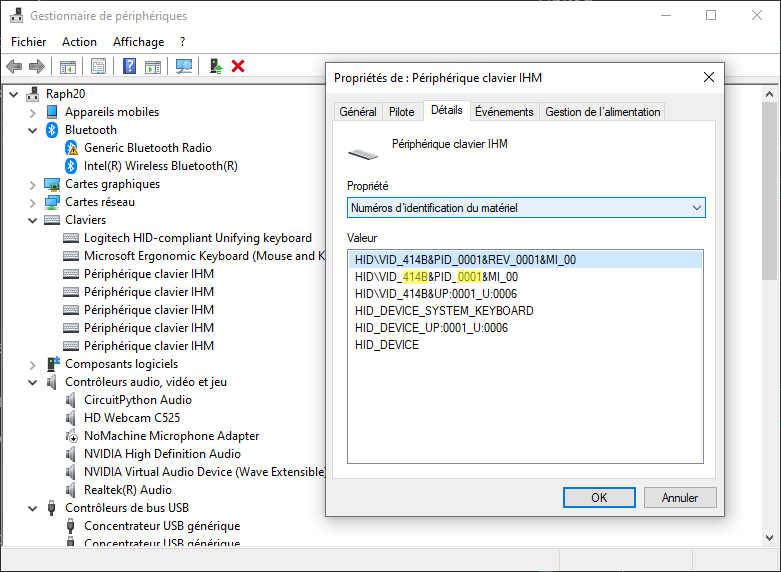 Gestionnaire de périphériques
Fichier Action Affichage ?
Raph20
Appareils mobiles
Bluetooth
Generic Bluetooth Radio
Intel(R) Wireless Bluetooth(R)
Cartes graphiques
Cartes réseau
Claviers
Logitech HID-compliant Unifying keyboard
Microsoft Ergonomic Keyboard (Mouse and K
Périphérique clavier IHM
Périphérique clavier IHM
Périphérique clavier IHM
Périphérique clavier IHM
Périphérique clavier IHM
Composants logiciels
Contrôleurs audio, vidéo et jeu
CircuitPython Audio
HD Webcam C525
NoMachine Microphone Adapter
NVIDIA High Definition Audio
NVIDIA Virtual Audio Device (Wave Extensible)
Realtek(R) Audio
Contrôleurs de bus USB
Concentrateur USB générique
Concentrateur USB générique
Propriétés de : Périphérique clavier IHM
Général Pilote Détails Événements Gestion de l'alimentation
Périphérique clavier IHM
Propriété
Numéros d'identification du matériel
Valeur
HID\VID_414B&PID_0001&REV_0001&MI_00
HID\VID_414B&PID_0001&MI_00
HID\VID_414B&UP:0001_U:0006
HID_DEVICE_SYSTEM_KEYBOARD
HID_DEVICE_UP:0001_U:0006
HID_DEVICE
OK Annuler